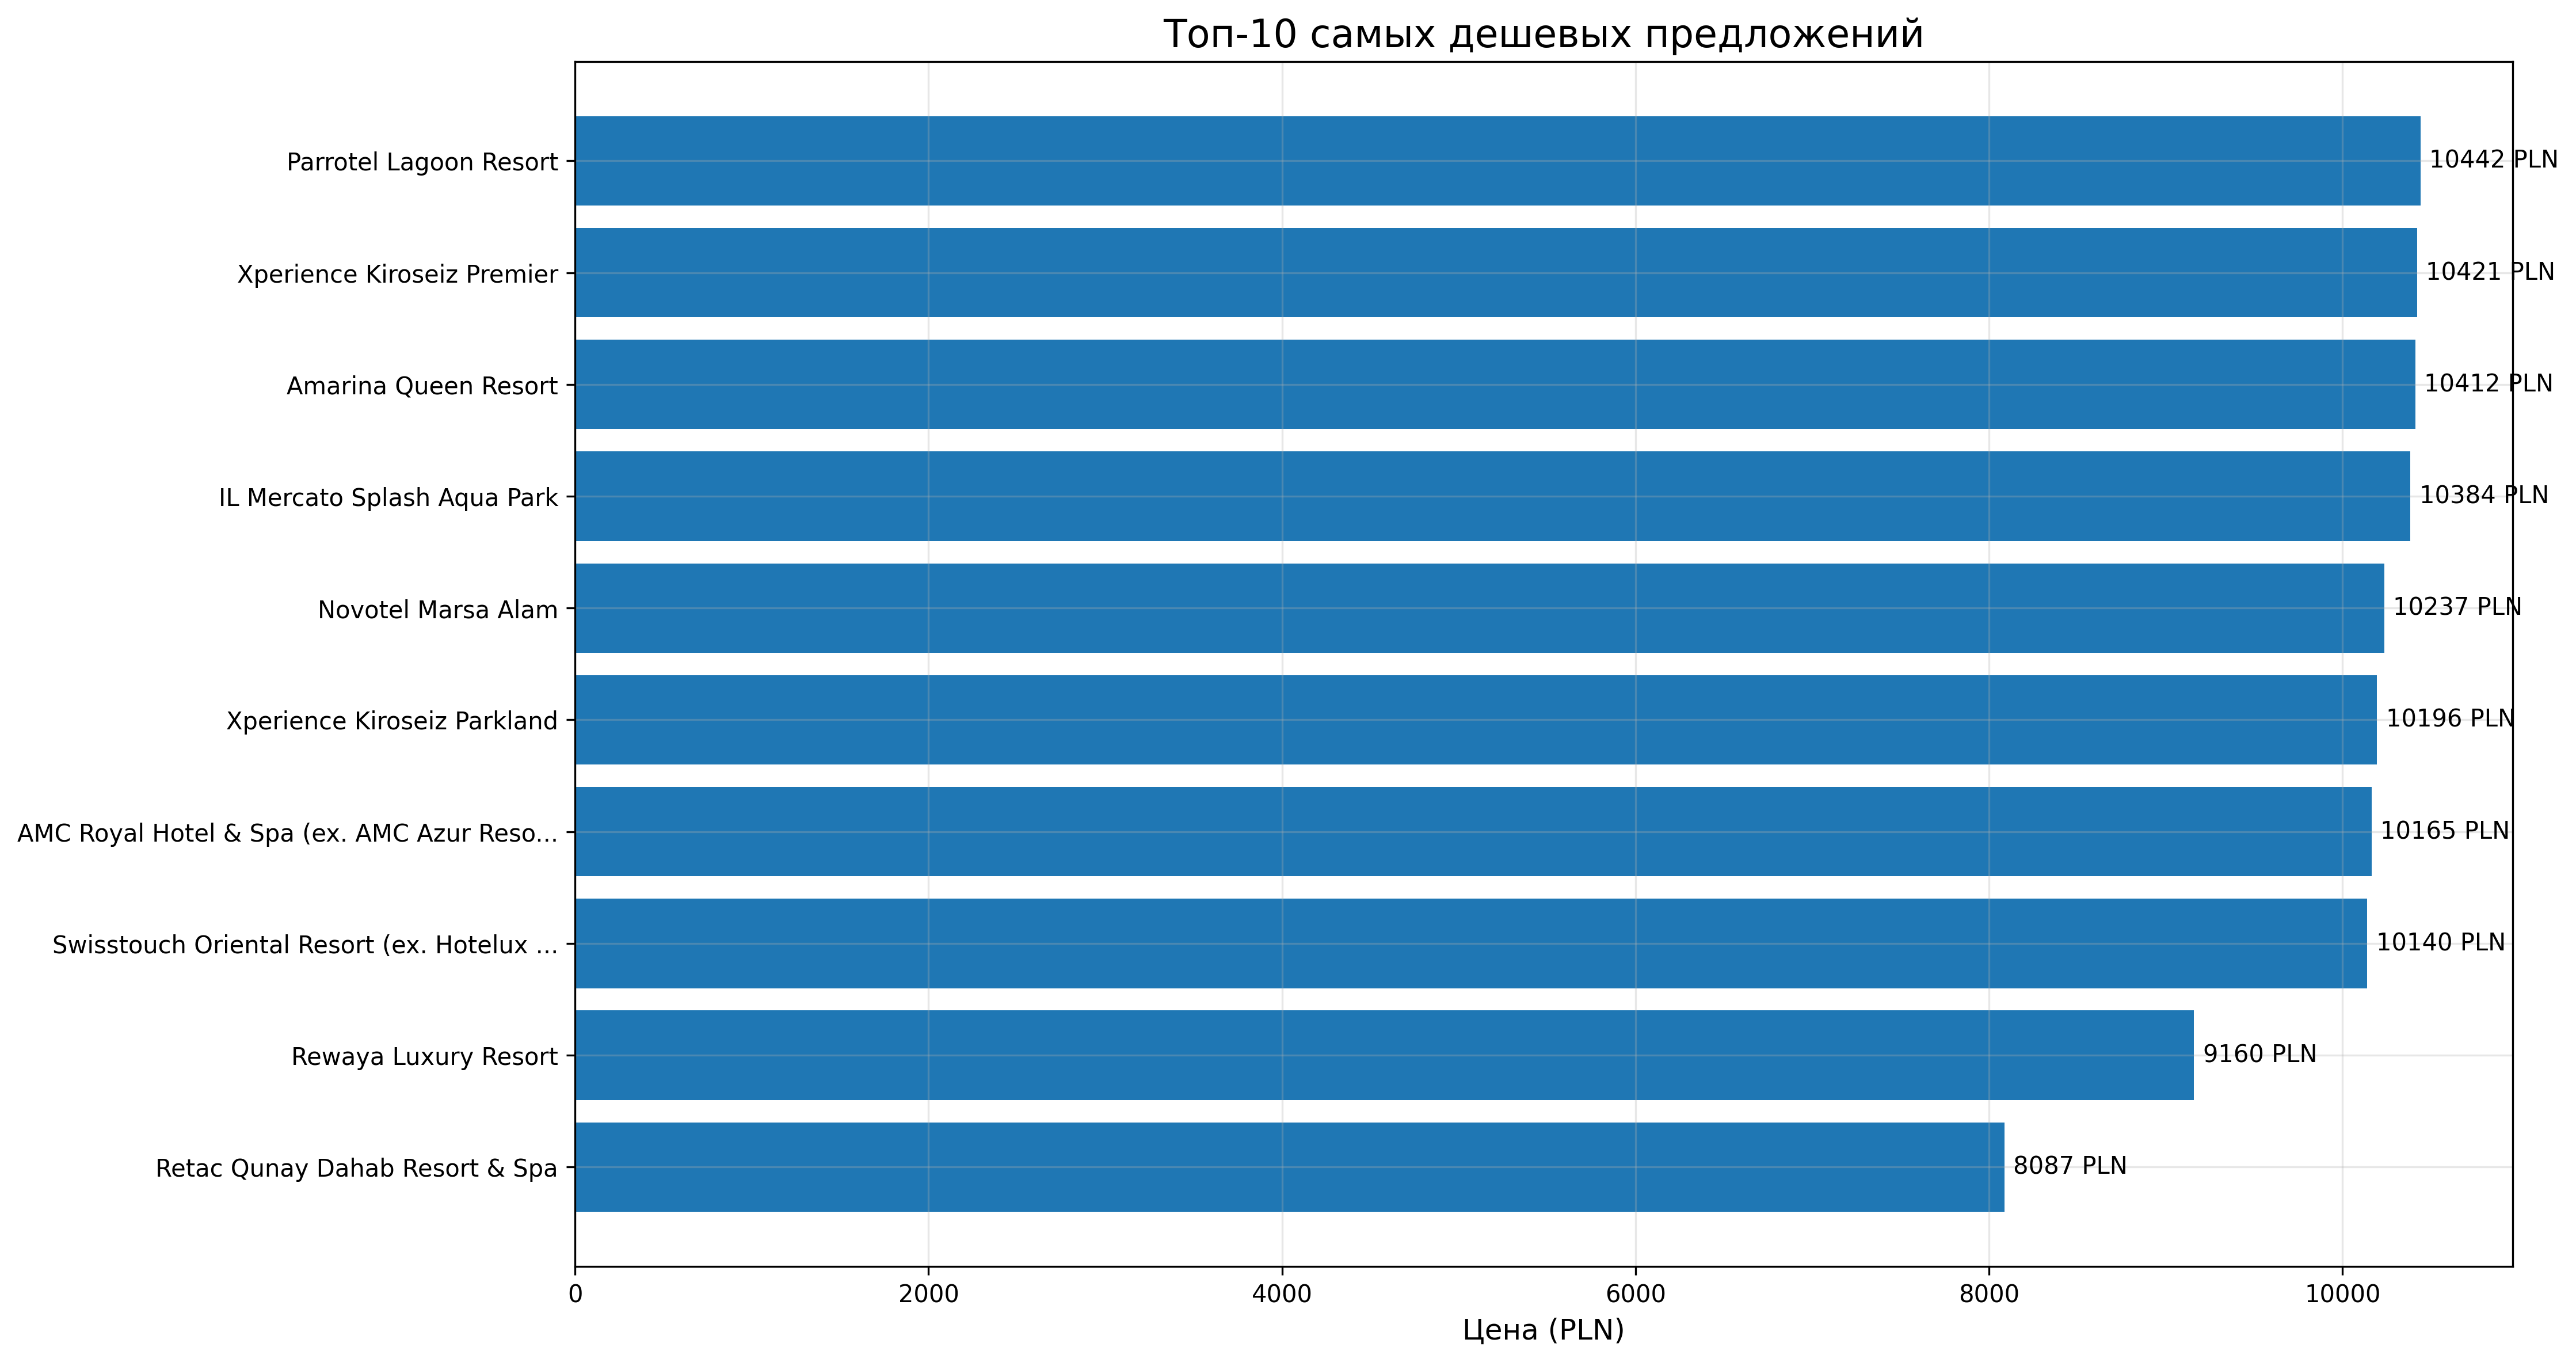 Топ-10 самых дешевых предложений
Parrotel Lagoon Resort
10442 PLN
Xperience Kiroseiz Premier
10421 PLN
Amarina Queen Resort
10412 PLN
IL Mercato Splash Aqua Park
10384 PLN
Novotel Marsa Alam
10237 PLN
Xperience Kiroseiz Parkland
10196 PLN
AMC Royal Hotel & Spa (ex. AMC Azur Reso...
10165 PLN
Swisstouch Oriental Resort (ex. Hotelux ...
10140 PLN
Rewaya Luxury Resort
9160 PLN
Retac Qunay Dahab Resort & Spa
8087 PLN
0 2000 4000 6000 8000 10000
Цена (PLN)